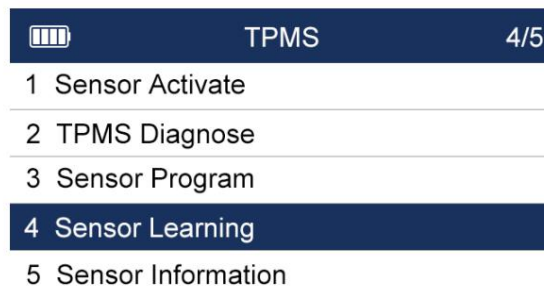 TPMS 4/5
1 Sensor Activate
2 TPMS Diagnose
3 Sensor Program
4 Sensor Learning
5 Sensor Information